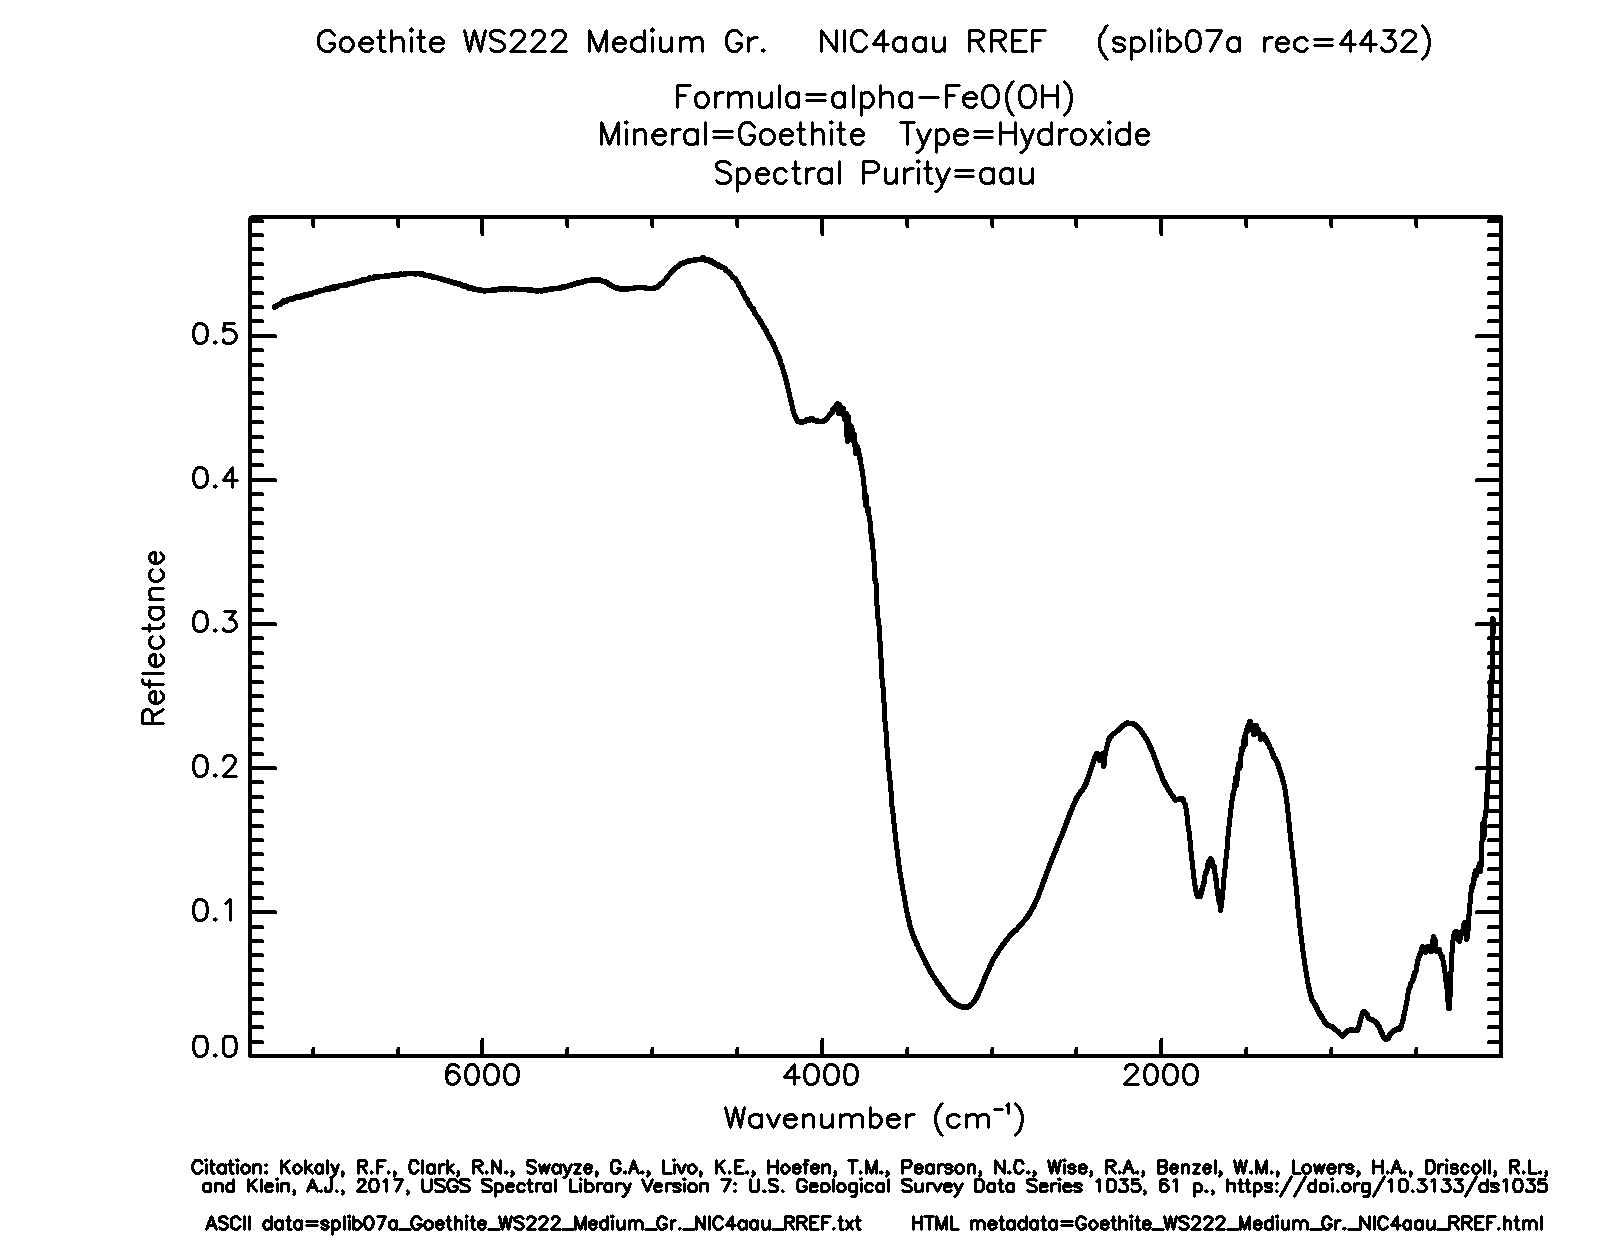 Goethite WS222 Medium Gr.   NIC4aau RREF   (splib07a rec=4432)
Formula=alpha-FeO(OH)
Mineral=Goethite   Type=Hydroxide
Spectral Purity=aau
0.5
0.4
0.3
0.2
0.1
0.0
Reflectance
6000 4000 2000
Wavenumber (cm⁻¹)
Citation: Kokaly, R.F., Clark, R.N., Swayze, G.A., Livo, K.E., Hoefen, T.M., Pearson, N.C., Wise, R.A., Benzel, W.M., Lowers, H.A., Driscoll, R.L.,
and Klein, A.J., 2017, USGS Spectral Library Version 7: U.S. Geological Survey Data Series 1035, 61 p., https://doi.org/10.3133/ds1035
ASCII data=splib07a_Goethite_WS222_Medium_Gr._NIC4aau_RREF.txt   HTML metadata=Goethite_WS222_Medium_Gr._NIC4aau_RREF.html